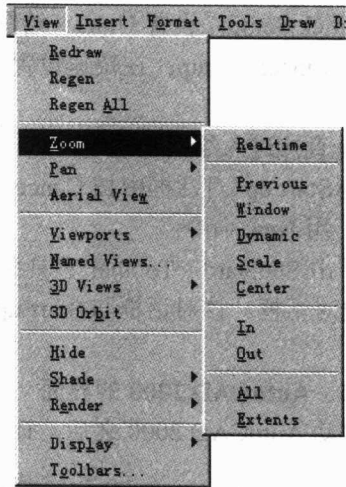 View Insert Format Tools Draw D
Redraw
Regen
Regen All
Zoom
Pan
Aerial View
Viewports
Named Views...
3D Views
3D Orbit
Hide
Shade
Render
Display
Toolbars...
Realtime
Previous
Window
Dynamic
Scale
Center
In
Out
All
Extents